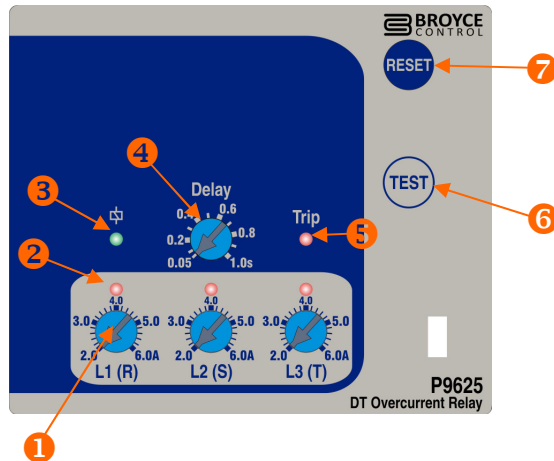 BROYCE
CONTROL
RESET
7
4
Delay
TEST
3
0.4 0.6
Trip
5
6
0.2 0.8
2
0.05 1.0s
4.0 4.0 4.0
3.0 5.0 3.0 5.0 3.0 5.0
2.0 6.0A 2.0 6.0A 2.0 6.0A
L1 (R) L2 (S) L3 (T)
P9625
DT Overcurrent Relay
1